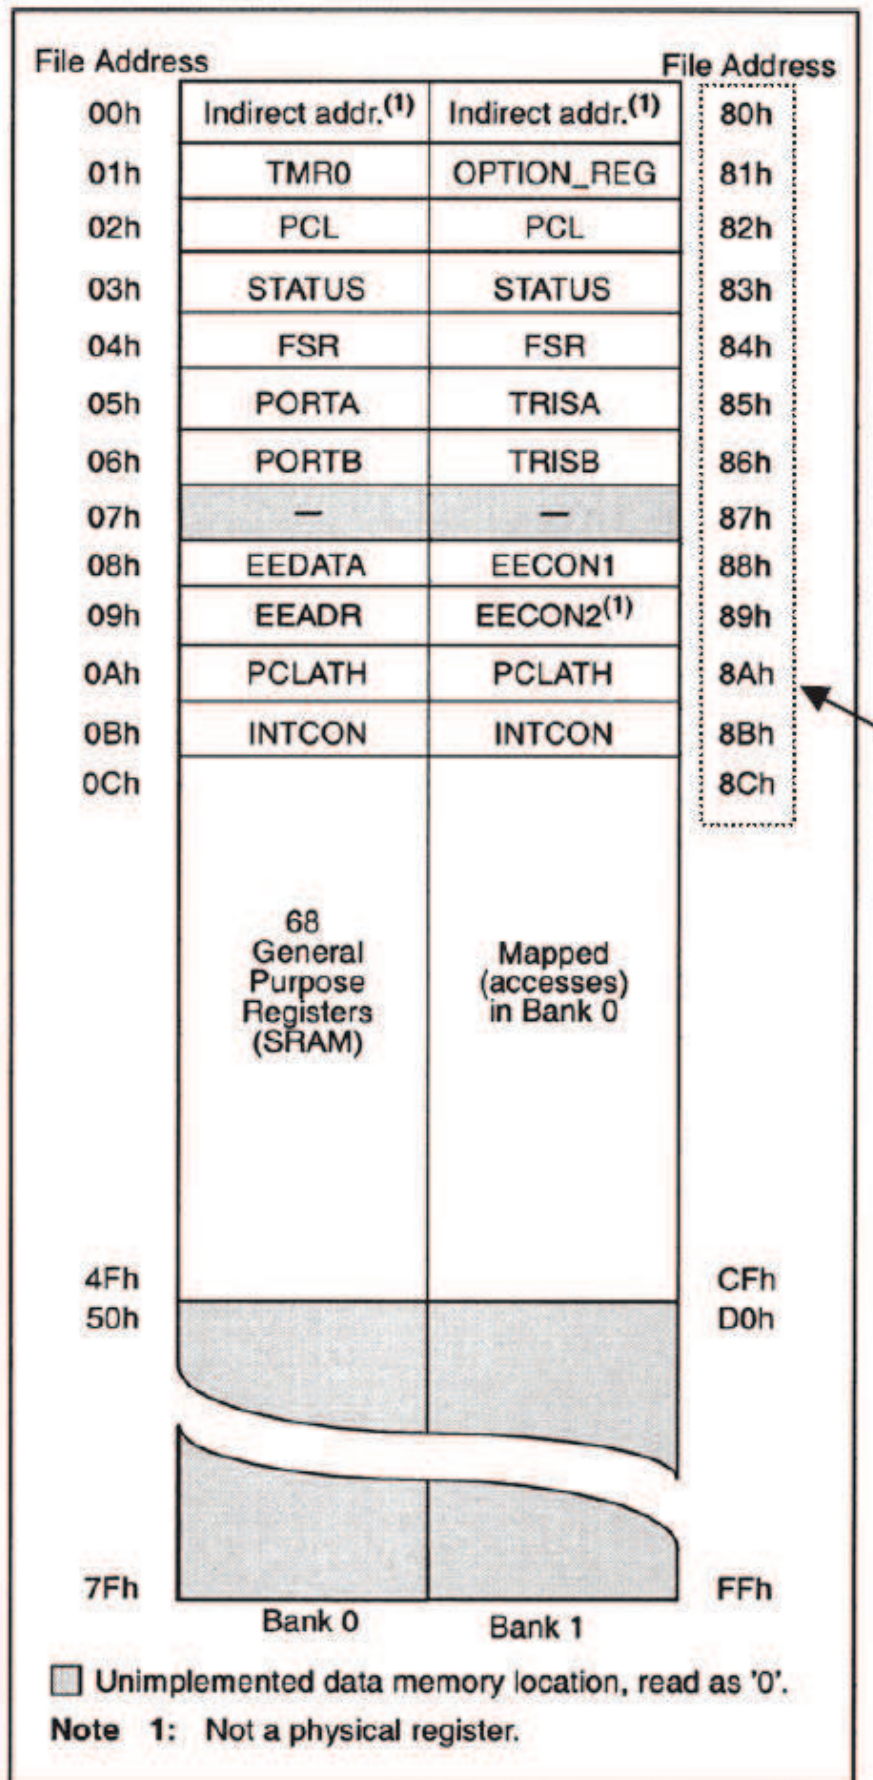 File Address File Address
00h Indirect addr.(1) Indirect addr.(1) 80h
01h TMR0 OPTION_REG 81h
02h PCL PCL 82h
03h STATUS STATUS 83h
04h FSR FSR 84h
05h PORTA TRISA 85h
06h PORTB TRISB 86h
07h — — 87h
08h EEDATA EECON1 88h
09h EEADR EECON2(1) 89h
0Ah PCLATH PCLATH 8Ah
0Bh INTCON INTCON 8Bh
0Ch 8Ch
68
General
Purpose
Registers
(SRAM)
Mapped
(accesses)
in Bank 0
4Fh CFh
50h D0h
7Fh FFh
Bank 0 Bank 1
Unimplemented data memory location, read as '0'.
Note 1: Not a physical register.